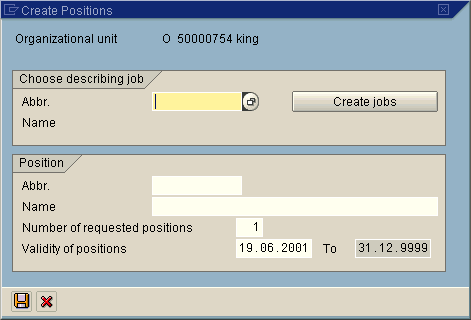 Create Positions
Organizational unit O 50000754 king
Choose describing job
Abbr. Create jobs
Name
Position
Abbr.
Name
Number of requested positions 1
Validity of positions 19.06.2001 To 31.12.9999